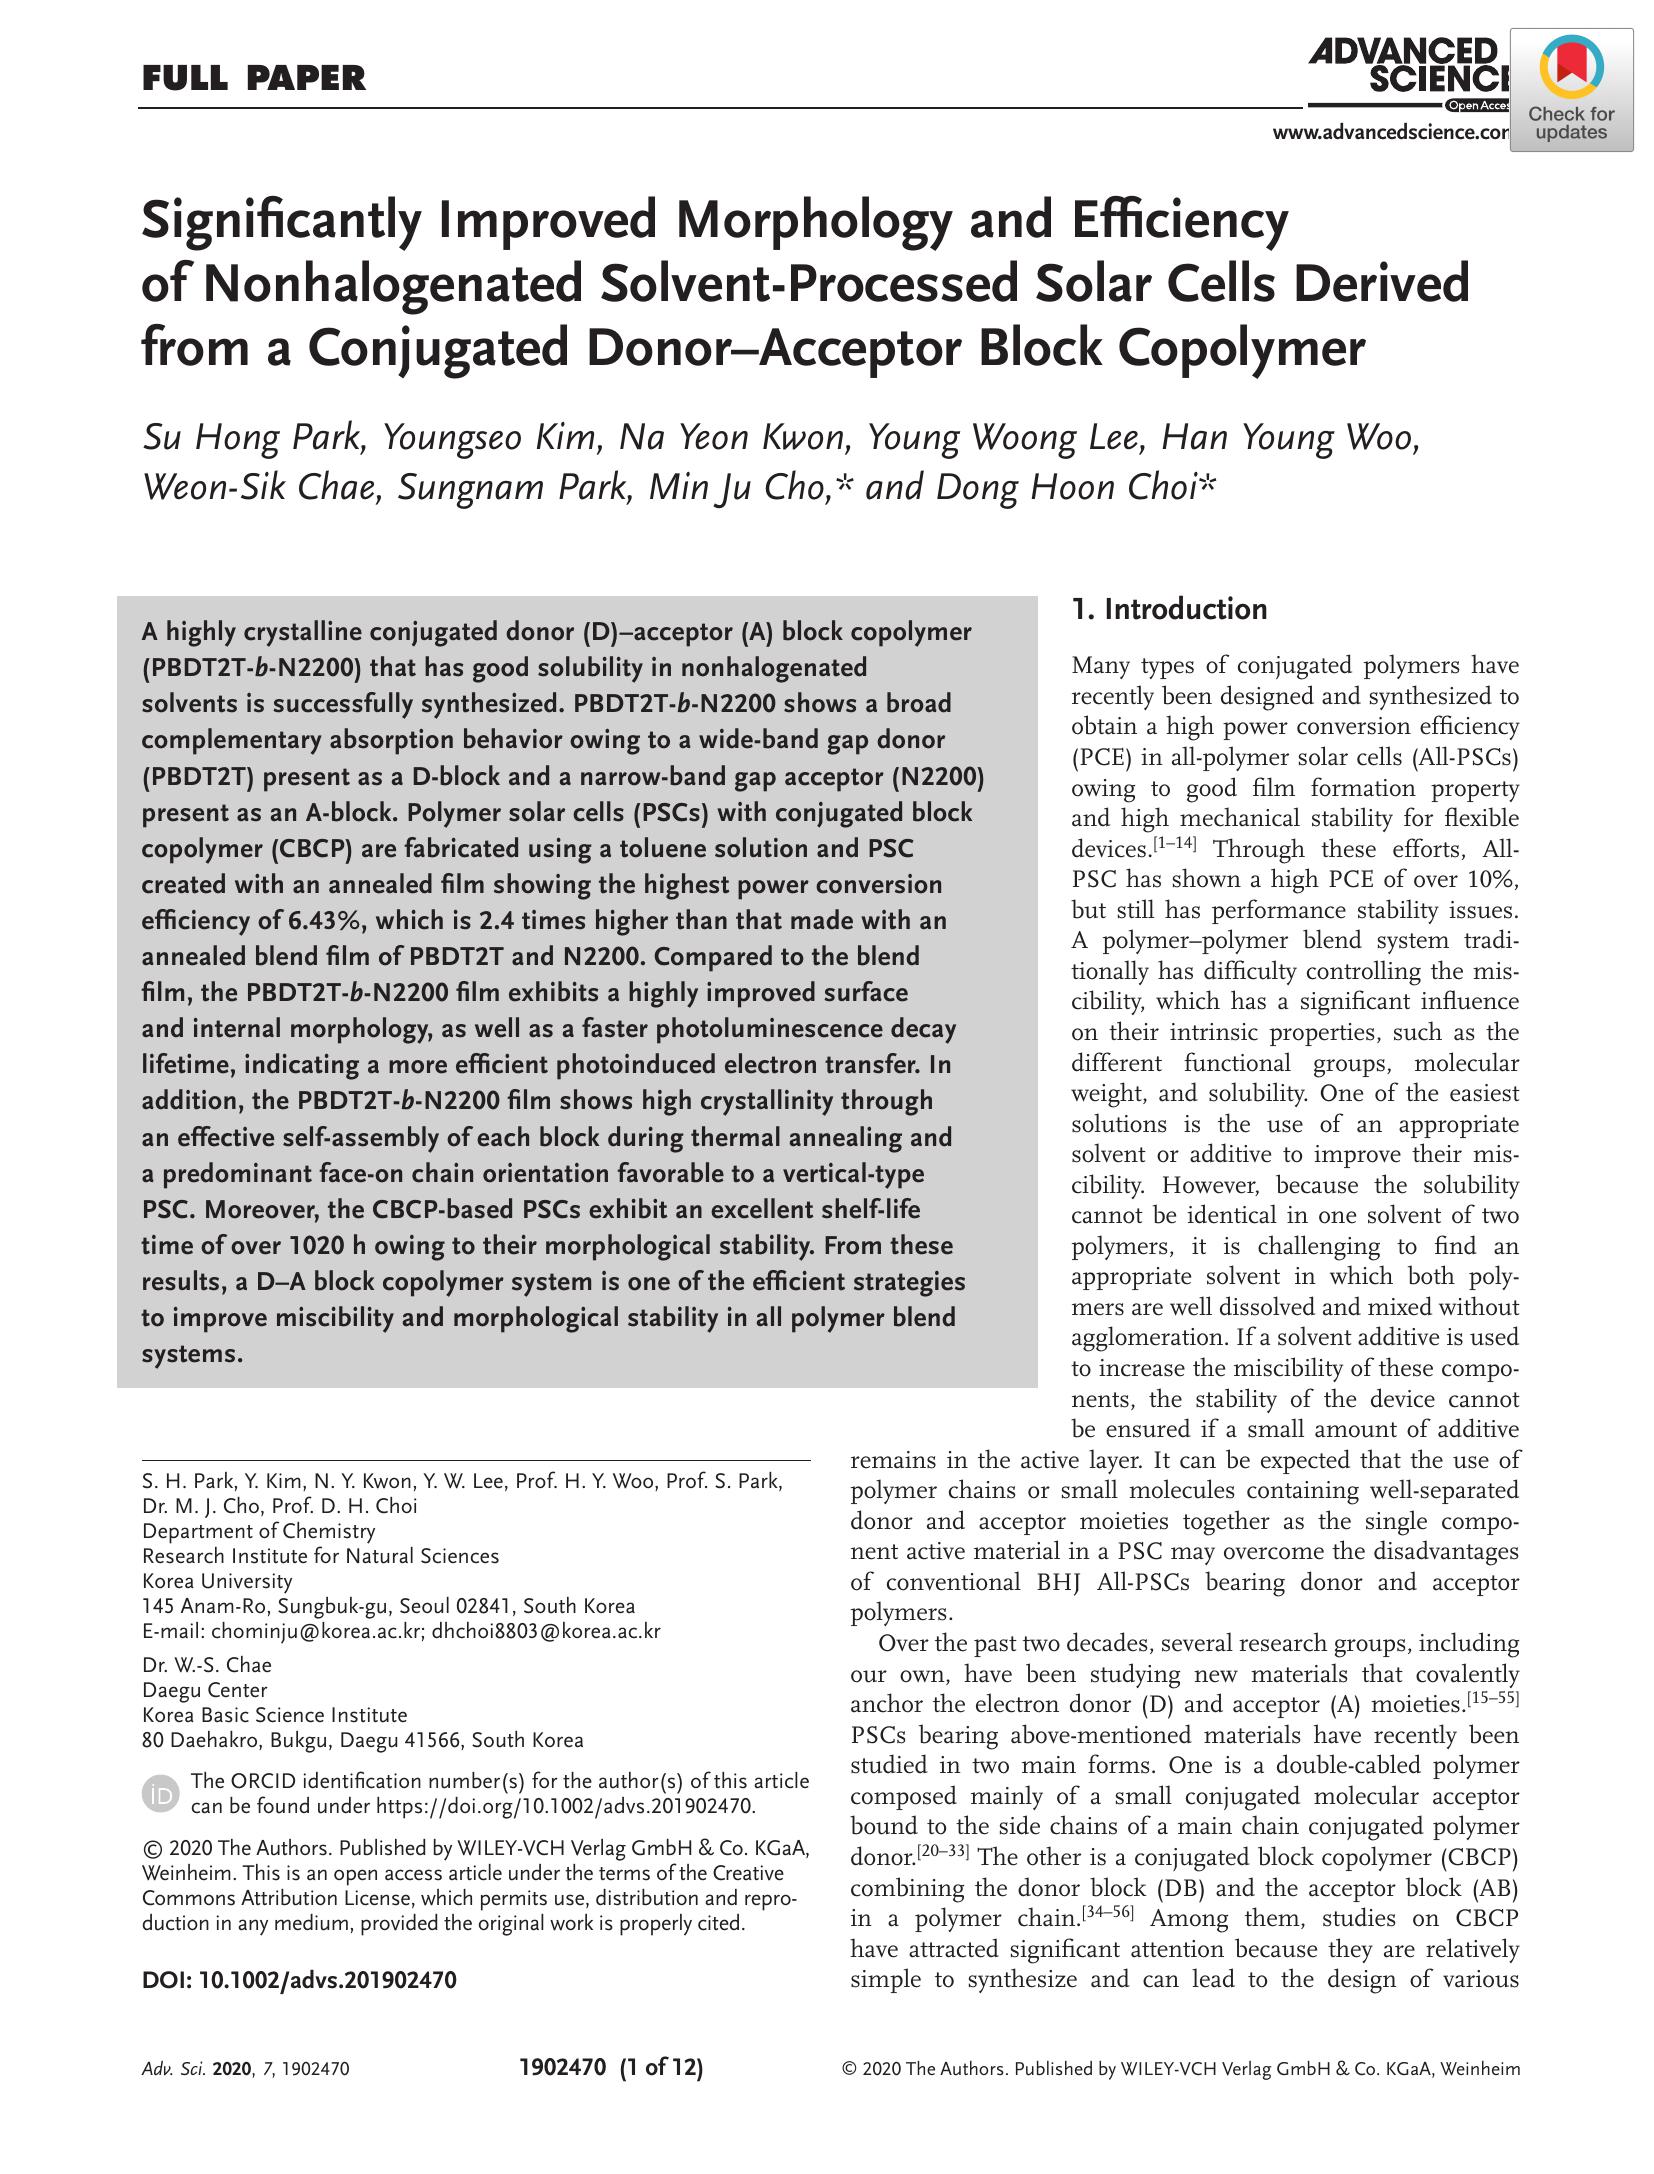 FULL PAPER
ADVANCED
SCIENCE
Open Acces
www.advancedscience.com
Check for
updates
Significantly Improved Morphology and Efficiency
of Nonhalogenated Solvent-Processed Solar Cells Derived
from a Conjugated Donor–Acceptor Block Copolymer
Su Hong Park, Youngseo Kim, Na Yeon Kwon, Young Woong Lee, Han Young Woo,
Weon-Sik Chae, Sungnam Park, Min Ju Cho,* and Dong Hoon Choi*
A highly crystalline conjugated donor (D)–acceptor (A) block copolymer
(PBDT2T-b-N2200) that has good solubility in nonhalogenated
solvents is successfully synthesized. PBDT2T-b-N2200 shows a broad
complementary absorption behavior owing to a wide-band gap donor
(PBDT2T) present as a D-block and a narrow-band gap acceptor (N2200)
present as an A-block. Polymer solar cells (PSCs) with conjugated block
copolymer (CBCP) are fabricated using a toluene solution and PSC
created with an annealed film showing the highest power conversion
efficiency of 6.43%, which is 2.4 times higher than that made with an
annealed blend film of PBDT2T and N2200. Compared to the blend
film, the PBDT2T-b-N2200 film exhibits a highly improved surface
and internal morphology, as well as a faster photoluminescence decay
lifetime, indicating a more efficient photoinduced electron transfer. In
addition, the PBDT2T-b-N2200 film shows high crystallinity through
an effective self-assembly of each block during thermal annealing and
a predominant face-on chain orientation favorable to a vertical-type
PSC. Moreover, the CBCP-based PSCs exhibit an excellent shelf-life
time of over 1020 h owing to their morphological stability. From these
results, a D–A block copolymer system is one of the efficient strategies
to improve miscibility and morphological stability in all polymer blend
systems.
1. Introduction
Many types of conjugated polymers have
recently been designed and synthesized to
obtain a high power conversion efficiency
(PCE) in all-polymer solar cells (All-PSCs)
owing to good film formation property
and high mechanical stability for flexible
devices.[1–14] Through these efforts, All-
PSC has shown a high PCE of over 10%,
but still has performance stability issues.
A polymer–polymer blend system tradi-
tionally has difficulty controlling the mis-
cibility, which has a significant influence
on their intrinsic properties, such as the
different functional groups, molecular
weight, and solubility. One of the easiest
solutions is the use of an appropriate
solvent or additive to improve their mis-
cibility. However, because the solubility
cannot be identical in one solvent of two
polymers, it is challenging to find an
appropriate solvent in which both poly-
mers are well dissolved and mixed without
agglomeration. If a solvent additive is used
to increase the miscibility of these compo-
nents, the stability of the device cannot
be ensured if a small amount of additive
remains in the active layer. It can be expected that the use of
polymer chains or small molecules containing well-separated
donor and acceptor moieties together as the single compo-
nent active material in a PSC may overcome the disadvantages
of conventional BHJ All-PSCs bearing donor and acceptor
polymers.
Over the past two decades, several research groups, including
our own, have been studying new materials that covalently
anchor the electron donor (D) and acceptor (A) moieties.[15–55]
PSCs bearing above-mentioned materials have recently been
studied in two main forms. One is a double-cabled polymer
composed mainly of a small conjugated molecular acceptor
bound to the side chains of a main chain conjugated polymer
donor.[20–33] The other is a conjugated block copolymer (CBCP)
combining the donor block (DB) and the acceptor block (AB)
in a polymer chain.[34–56] Among them, studies on CBCP
have attracted significant attention because they are relatively
simple to synthesize and can lead to the design of various
S. H. Park, Y. Kim, N. Y. Kwon, Y. W. Lee, Prof. H. Y. Woo, Prof. S. Park,
Dr. M. J. Cho, Prof. D. H. Choi
Department of Chemistry
Research Institute for Natural Sciences
Korea University
145 Anam-Ro, Sungbuk-gu, Seoul 02841, South Korea
E-mail: chominju@korea.ac.kr; dhchoi8803@korea.ac.kr
Dr. W.-S. Chae
Daegu Center
Korea Basic Science Institute
80 Daehakro, Bukgu, Daegu 41566, South Korea
iD
The ORCID identification number(s) for the author(s) of this article
can be found under https://doi.org/10.1002/advs.201902470.
© 2020 The Authors. Published by WILEY-VCH Verlag GmbH & Co. KGaA,
Weinheim. This is an open access article under the terms of the Creative
Commons Attribution License, which permits use, distribution and repro-
duction in any medium, provided the original work is properly cited.
DOI: 10.1002/advs.201902470
Adv. Sci. 2020, 7, 1902470
1902470 (1 of 12)
© 2020 The Authors. Published by WILEY-VCH Verlag GmbH & Co. KGaA, Weinheim